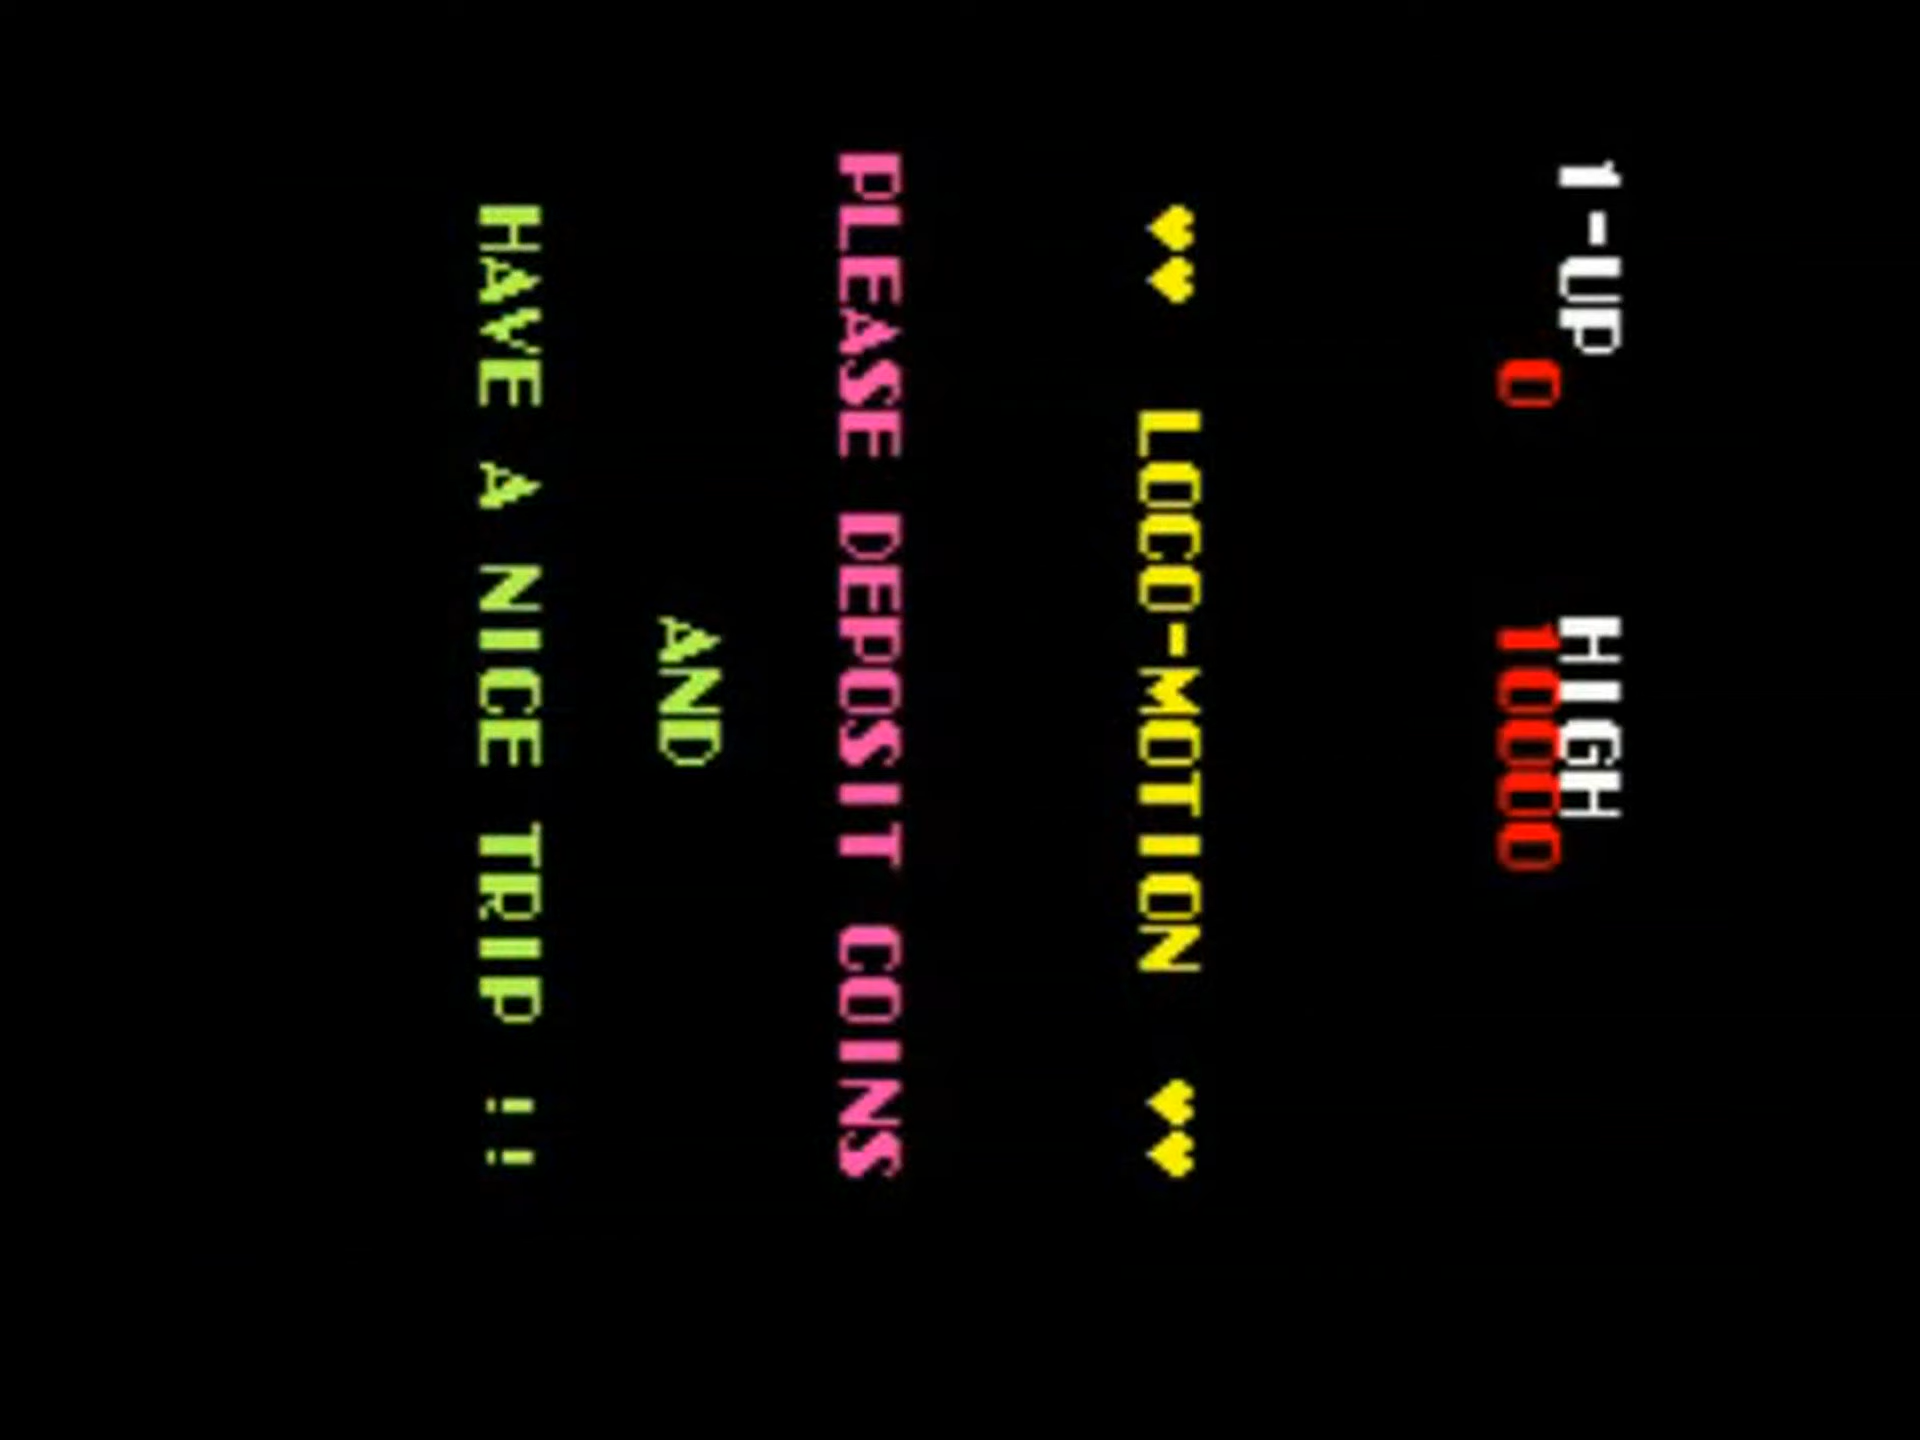 1-UP HIGH
0 10000
♥♥ LOCO-MOTION ♥♥
PLEASE DEPOSIT COINS
AND
HAVE A NICE TRIP !!